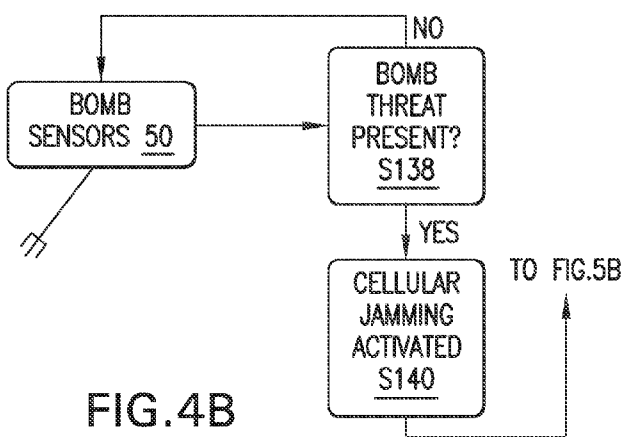 NO
BOMB
SENSORS 50
BOMB
THREAT
PRESENT?
S138
YES
CELLULAR
JAMMING
ACTIVATED
S140
TO FIG.5B
FIG.4B